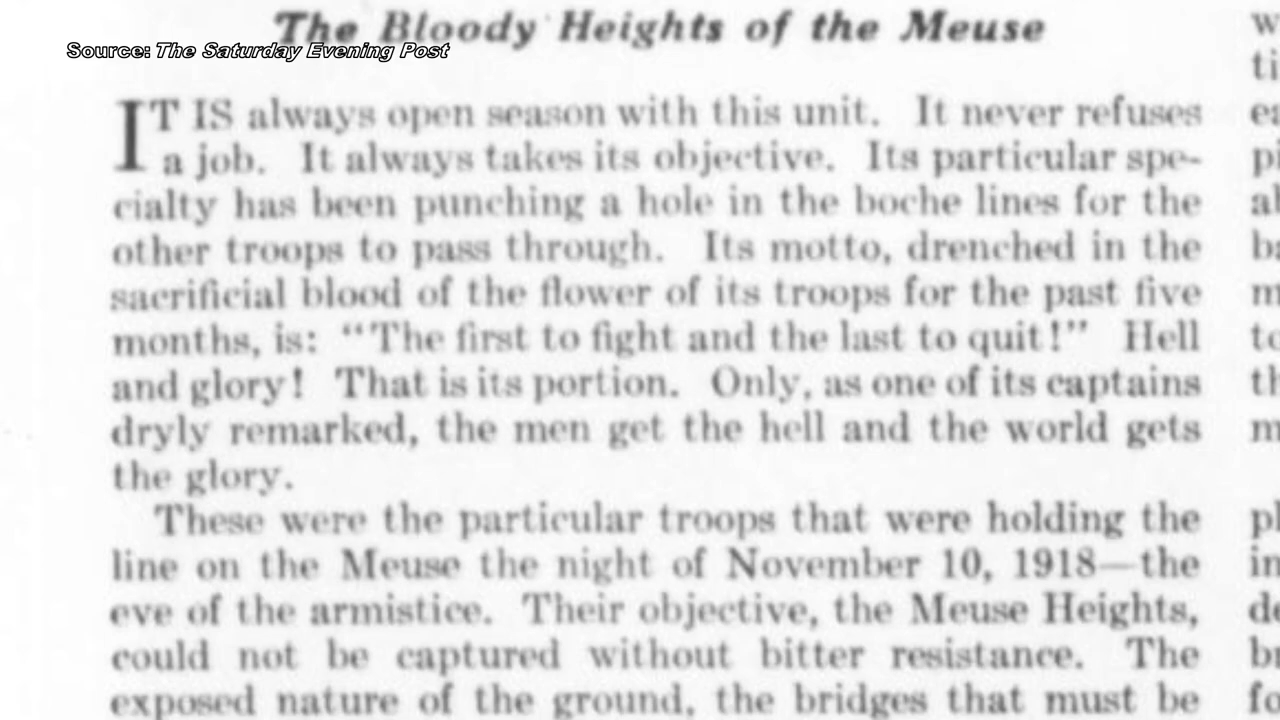 The Bloody Heights of the Meuse
Source: The Saturday Evening Post
IT IS always open season with this unit. It never refuses
a job. It always takes its objective. Its particular spe-
cialty has been punching a hole in the boche lines for the
other troops to pass through. Its motto, drenched in the
sacrificial blood of the flower of its troops for the past five
months, is: “The first to fight and the last to quit!” Hell
and glory! That is its portion. Only, as one of its captains
dryly remarked, the men get the hell and the world gets
the glory.
These were the particular troops that were holding the
line on the Meuse the night of November 10, 1918—the
eve of the armistice. Their objective, the Meuse Heights,
could not be captured without bitter resistance. The
exposed nature of the ground, the bridges that must be